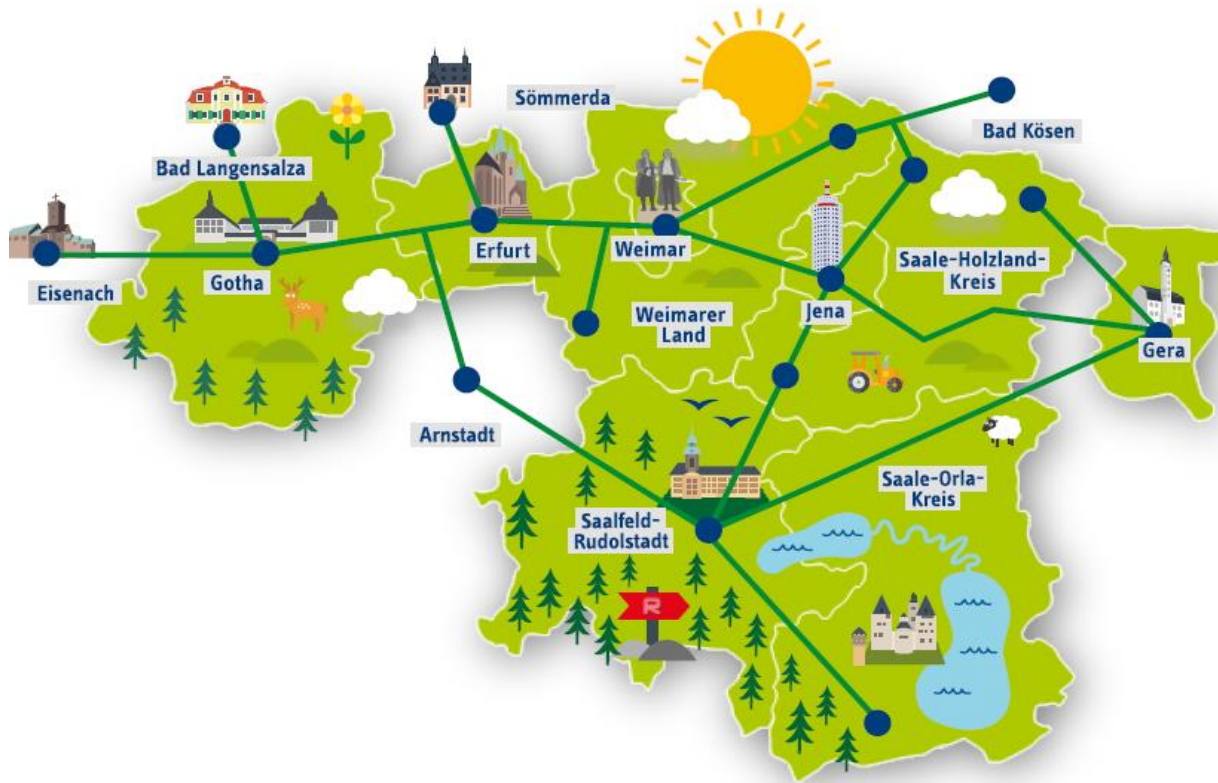 Sömmerda
Bad Kösen
Bad Langensalza
Erfurt
Weimar
Saale-Holzland-
Kreis
Eisenach
Gotha
Weimarer
Land
Jena
Gera
Arnstadt
Saale-Orla-
Kreis
Saalfeld-
Rudolstadt
R